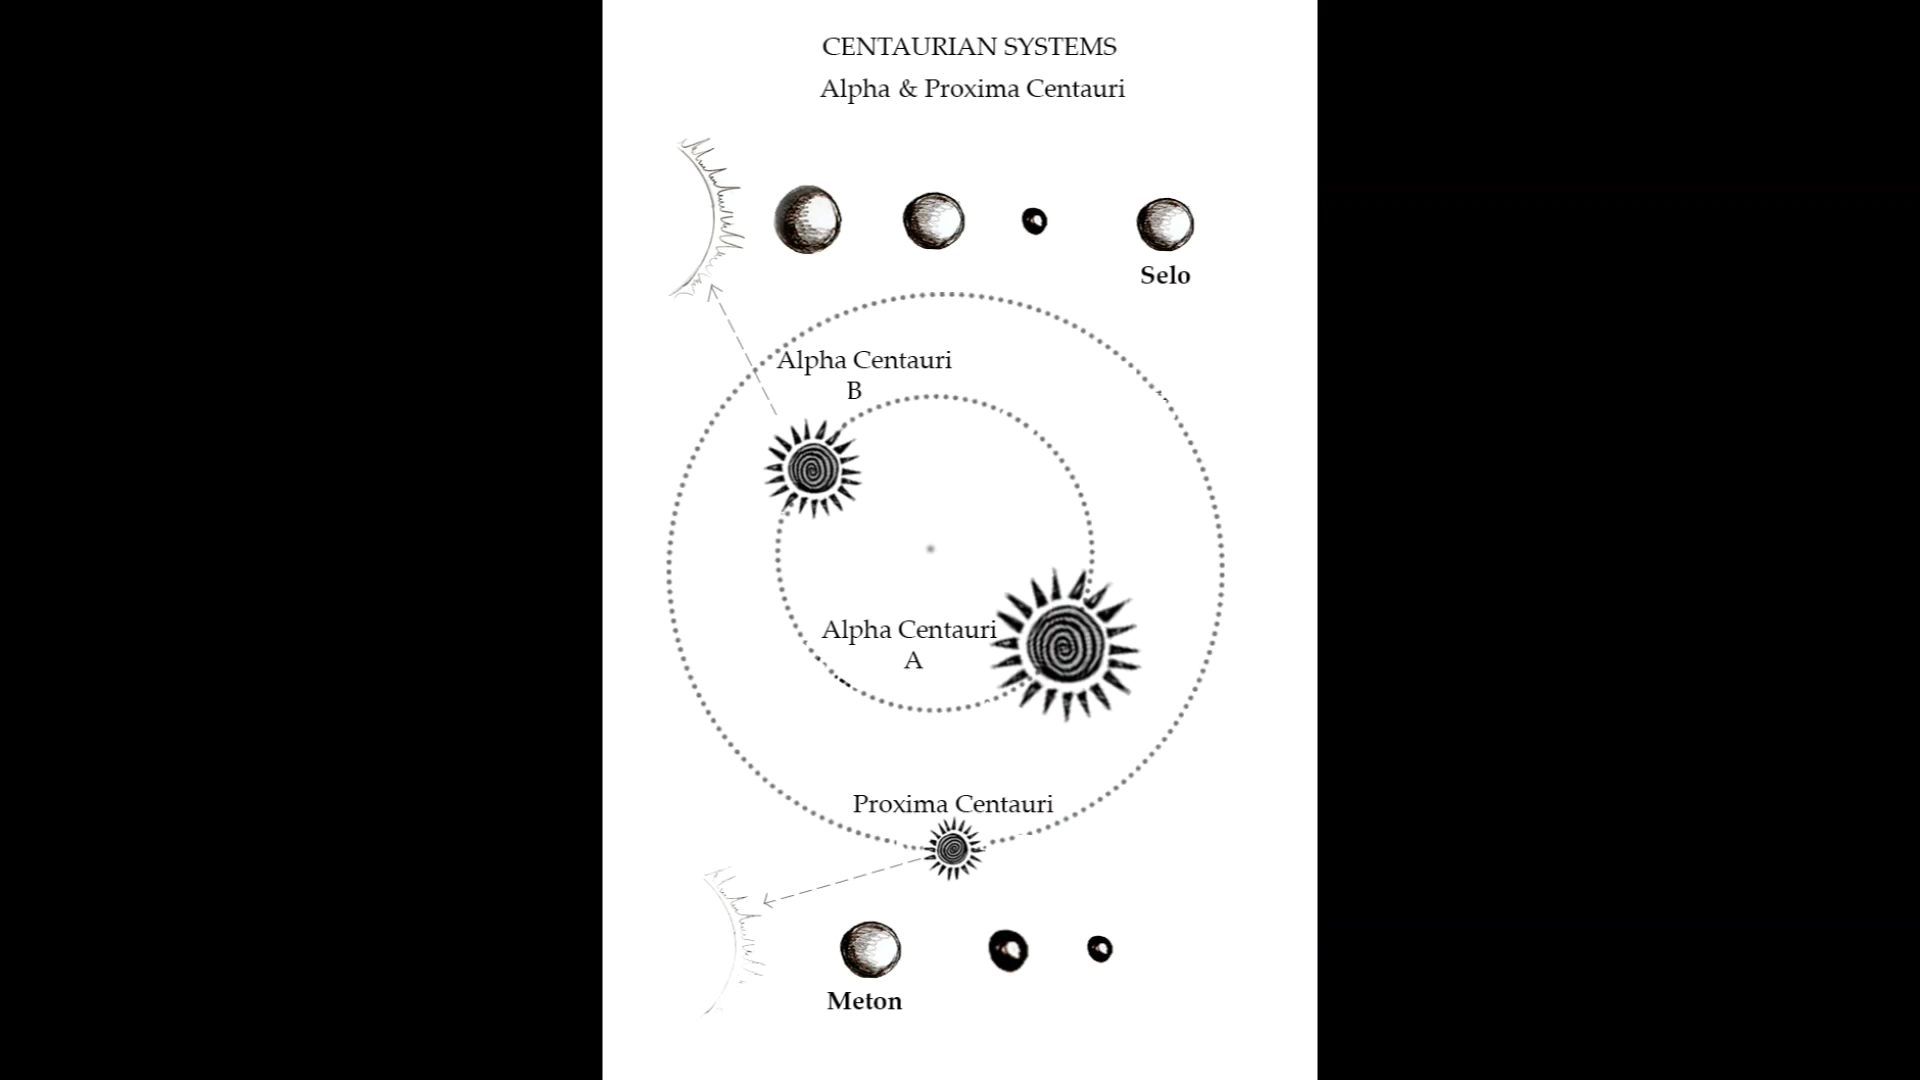 CENTAURIAN SYSTEMS
Alpha & Proxima Centauri
Selo
Alpha Centauri
B
Alpha Centauri
A
Proxima Centauri
Meton